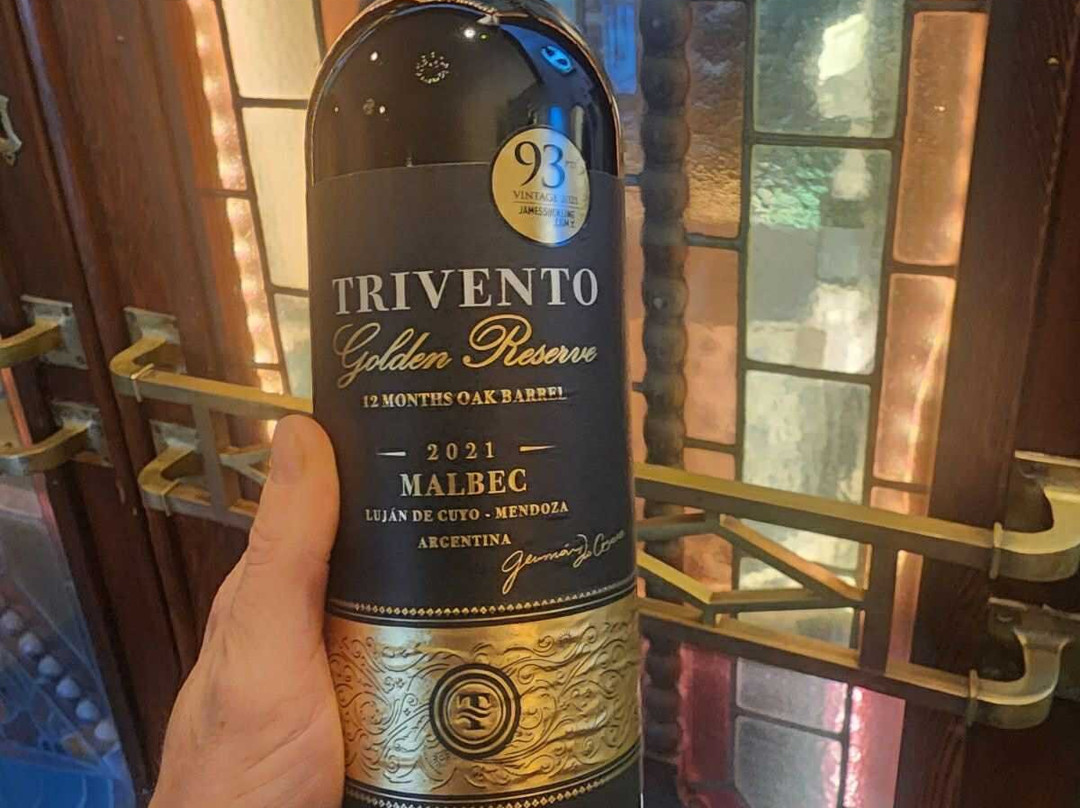 93
VINTAGE 2021
JAMESSUCKLING
.COM
TRIVENTO
Golden Reserve
12 MONTHS OAK BARREL
2021
MALBEC
LUJÁN DE CUYO - MENDOZA
ARGENTINA